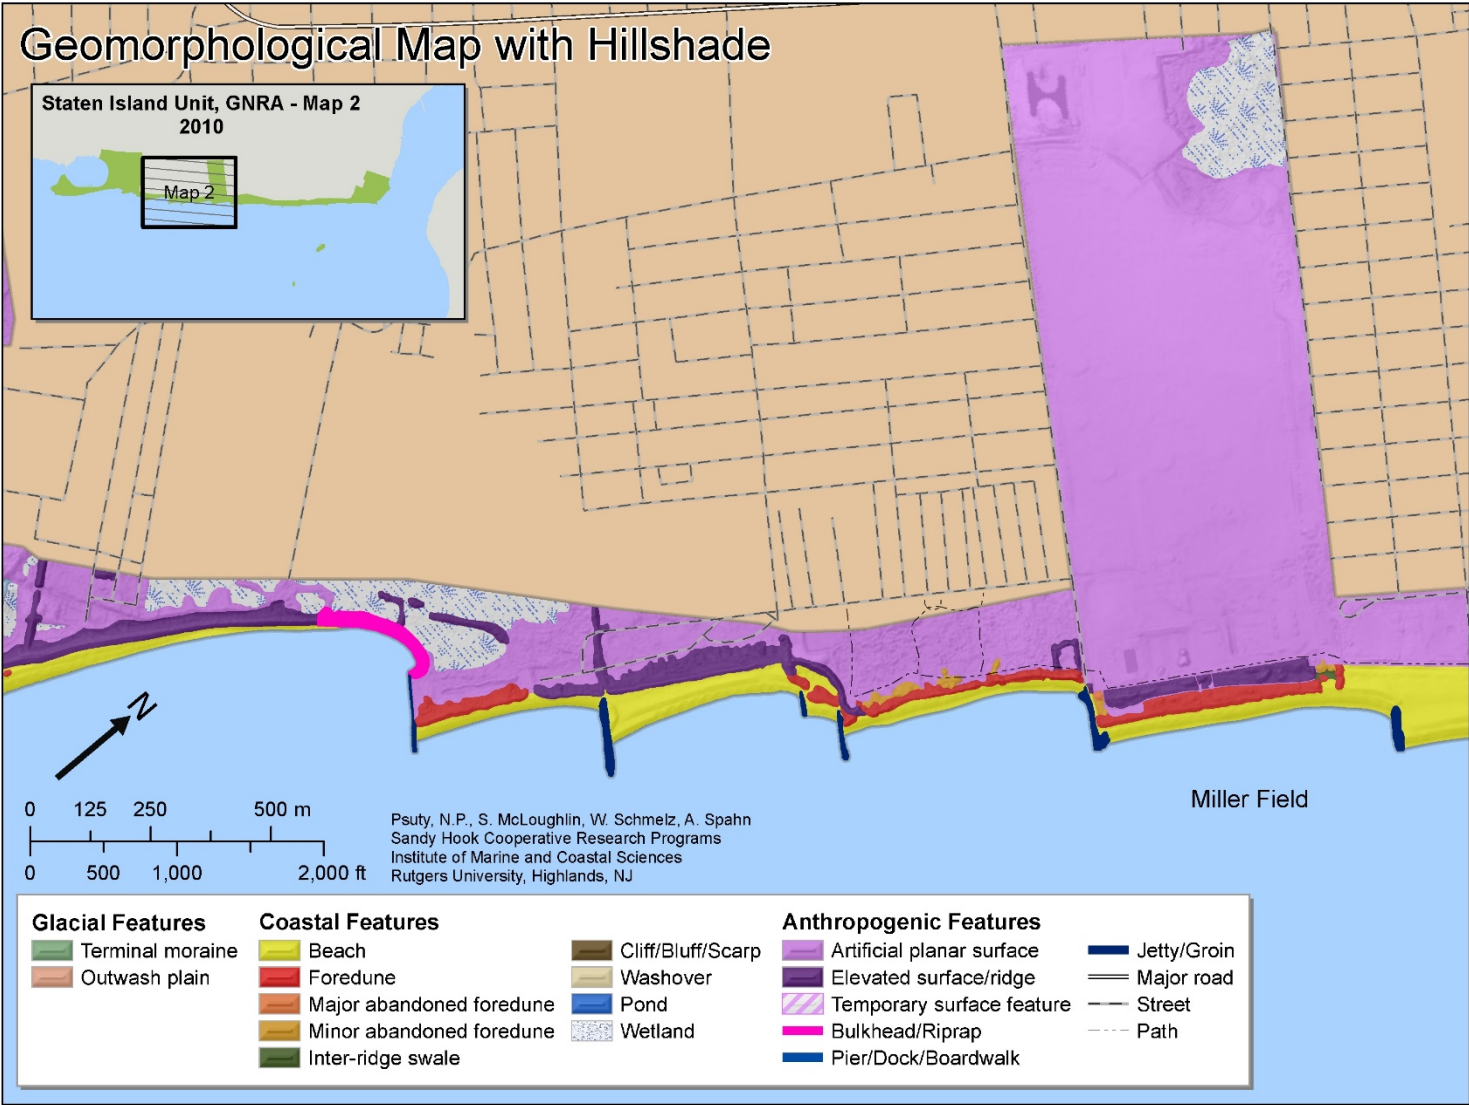 Geomorphological Map with Hillshade
Staten Island Unit, GNRA - Map 2
2010
Map 2
N
0 125 250 500 m
0 500 1,000 2,000 ft
Psuty, N.P., S. McLoughlin, W. Schmelz, A. Spahn
Sandy Hook Cooperative Research Programs
Institute of Marine and Coastal Sciences
Rutgers University, Highlands, NJ
Miller Field
Glacial Features
Terminal moraine
Outwash plain
Coastal Features
Beach
Foredune
Major abandoned foredune
Minor abandoned foredune
Inter-ridge swale
Cliff/Bluff/Scarp
Washover
Pond
Wetland
Anthropogenic Features
Artificial planar surface
Elevated surface/ridge
Temporary surface feature
Bulkhead/Riprap
Pier/Dock/Boardwalk
Jetty/Groin
Major road
Street
Path